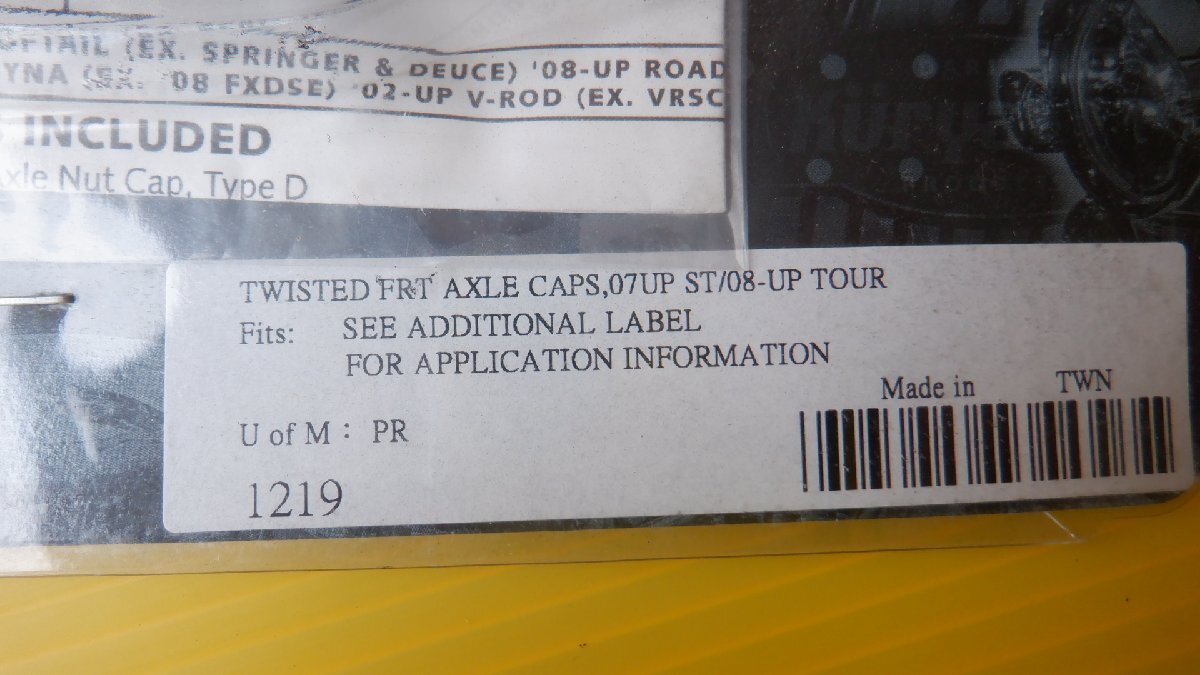 (EX. SPRINGER & DEUCE) '08-UP ROAD
YNA (EX. '08 FXDSE) '02-UP V-ROD (EX. VRSC
INCLUDED
xle Nut Cap, Type D
TWISTED FRT AXLE CAPS,07UP ST/08-UP TOUR
Fits: SEE ADDITIONAL LABEL
FOR APPLICATION INFORMATION
Made in TWN
U of M : PR
1219